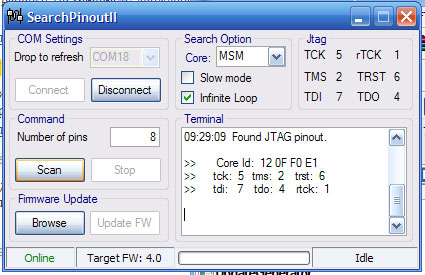 SearchPinoutII
COM Settings
Drop to refresh COM18
Connect Disconnect
Search Option
Core: MSM
Slow mode
Infinite Loop
Jtag
TCK 5 rTCK 1
TMS 2 TRST 6
TDI 7 TDO 4
Command
Number of pins 8
Scan Stop
Firmware Update
Browse Update FW
Terminal
09:29:09 Found JTAG pinout.
>> Core Id: 12 0F F0 E1
>> tck: 5 tms: 2 trst: 6
>> tdi: 7 tdo: 4 rtck: 1
Online Target FW: 4.0 Idle